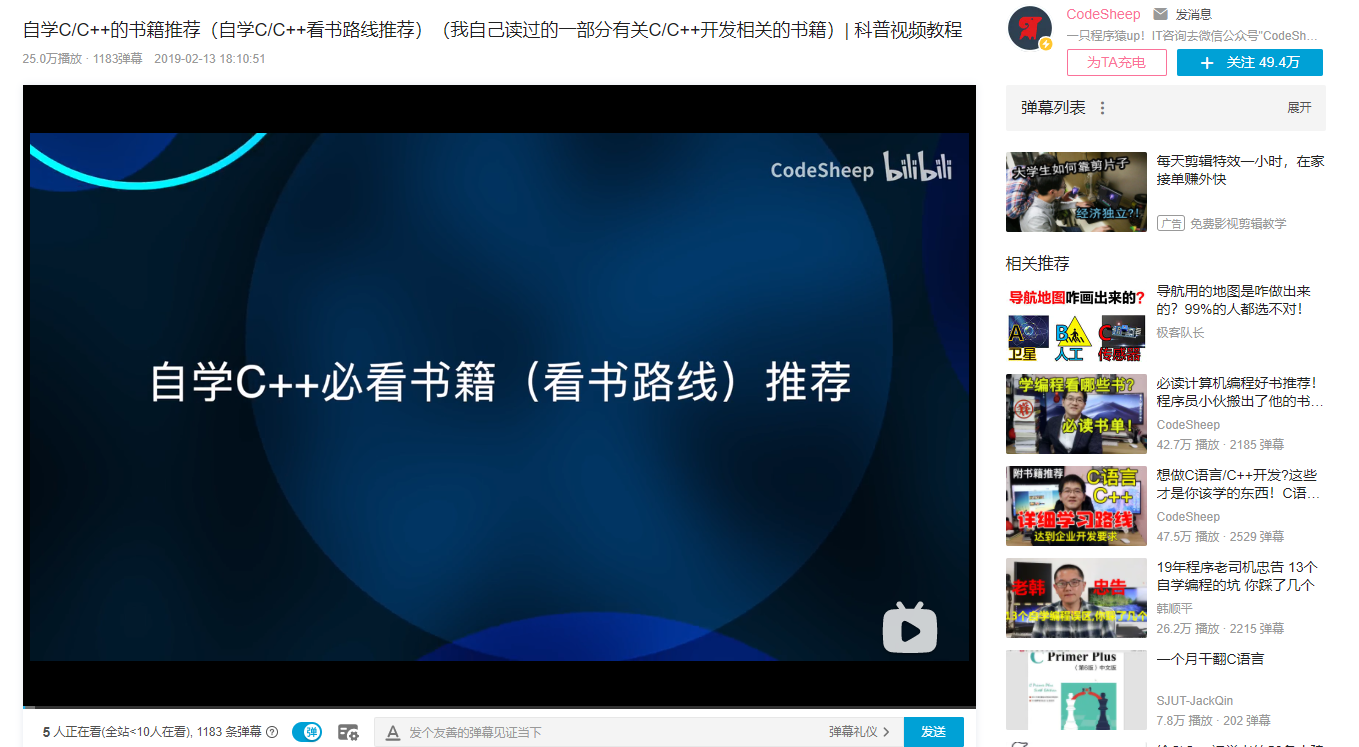 自学C/C++的书籍推荐（自学C/C++看书路线推荐）（我自己读过的一部分有关C/C++开发相关的书籍）| 科普视频教程
25.0万播放 · 1183弹幕 2019-02-13 18:10:51
CodeSheep bilibili
自学C++必看书籍（看书路线）推荐
5 人正在看(全站<10人在看), 1183 条弹幕
弹
A 发个友善的弹幕见证当下
弹幕礼仪 >
发送
CodeSheep 发消息
一只程序猿up！IT咨询去微信公众号"CodeSh...
为TA充电
+ 关注 49.4万
弹幕列表
展开
大学生如何靠剪片子
经济独立?!
每天剪辑特效一小时，在家
接单赚外快
广告 免费影视剪辑教学
相关推荐
导航地图咋画出来的?
A
卫星
B
人工
C
传感器
导航用的地图是咋做出来
的？99%的人都选不对！
极客队长
学编程看哪些书?
必读书单!
必读计算机编程好书推荐！
程序员小伙搬出了他的书...
CodeSheep
42.7万 播放 · 2185 弹幕
附书籍推荐
C语言
C++
详细学习路线
达到企业开发要求
想做C语言/C++开发?这些
才是你该学的东西！C语...
CodeSheep
47.5万 播放 · 2529 弹幕
老韩 忠告
13个自学编程误区,你踩了几个
19年程序老司机忠告 13个
自学编程的坑 你踩了几个
韩顺平
26.2万 播放 · 2215 弹幕
C Primer Plus
（第6版）中文版
一个月干翻C语言
SJUT-JackQin
7.8万 播放 · 202 弹幕